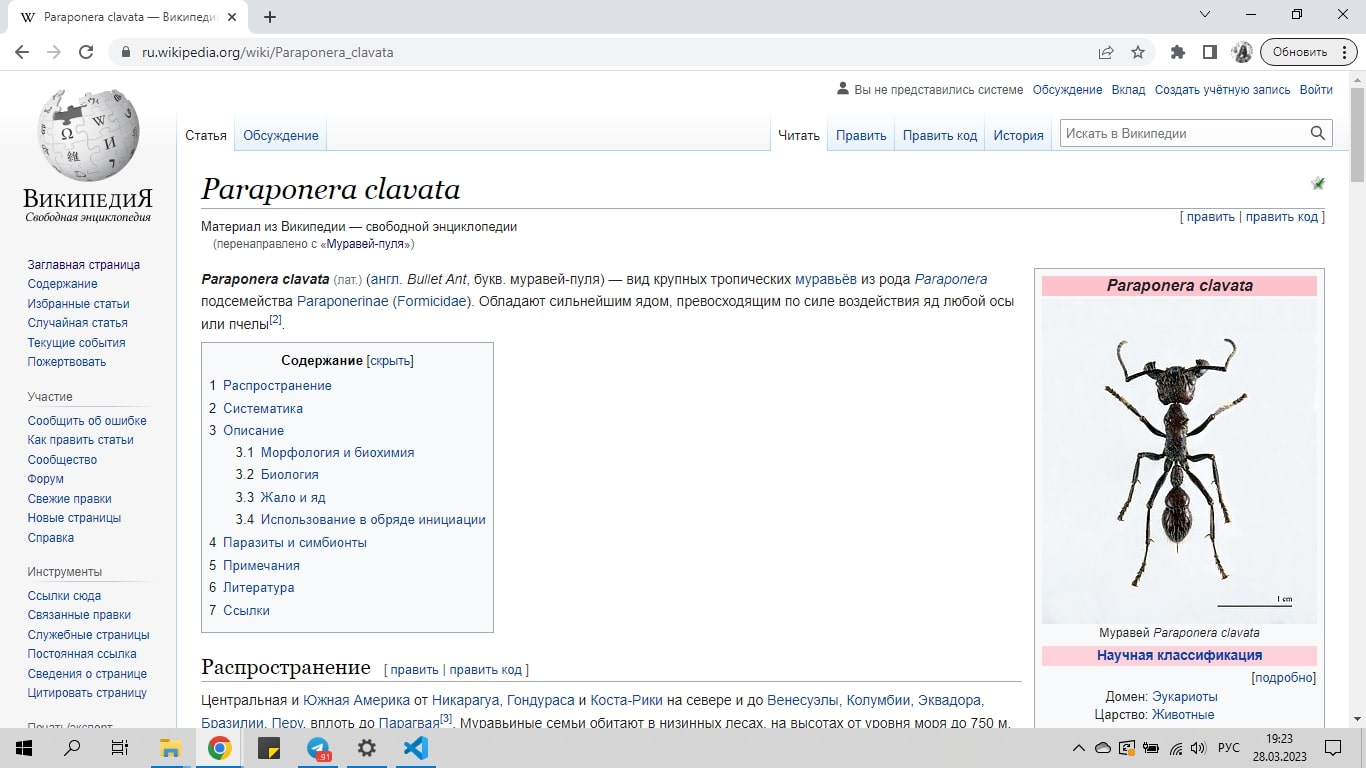 Paraponera clavata — Википеди
ru.wikipedia.org/wiki/Paraponera_clavata
Обновить
Вы не представились системе Обсуждение Вклад Создать учётную запись Войти
Статья Обсуждение Читать Править Править код История Искать в Википедии
ВикипедиЯ
Свободная энциклопедия
Заглавная страница
Содержание
Избранные статьи
Случайная статья
Текущие события
Пожертвовать
Участие
Сообщить об ошибке
Как править статьи
Сообщество
Форум
Свежие правки
Новые страницы
Справка
Инструменты
Ссылки сюда
Связанные правки
Служебные страницы
Постоянная ссылка
Сведения о странице
Цитировать страницу
Печать/экспорт
Paraponera clavata
[ править | править код ]
Материал из Википедии — свободной энциклопедии
(перенаправлено с «Муравей-пуля»)
Paraponera clavata (лат.) (англ. Bullet Ant, букв. муравей-пуля) — вид крупных тропических муравьёв из рода Paraponera
подсемейства Paraponerinae (Formicidae). Обладают сильнейшим ядом, превосходящим по силе воздействия яд любой осы
или пчелы[2].
Содержание [скрыть]
1 Распространение
2 Систематика
3 Описание
3.1 Морфология и биохимия
3.2 Биология
3.3 Жало и яд
3.4 Использование в обряде инициации
4 Паразиты и симбионты
5 Примечания
6 Литература
7 Ссылки
Распространение [ править | править код ]
Центральная и Южная Америка от Никарагуа, Гондураса и Коста-Рики на севере и до Венесуэлы, Колумбии, Эквадора,
Бразилии, Перу, вплоть до Парагвая[3]. Муравьиные семьи обитают в низинных лесах, на высотах от уровня моря до 750 м,
Paraponera clavata
1 cm
Муравей Paraponera clavata
Научная классификация
[подробно]
Домен: Эукариоты
Царство: Животные
91
РУС
19:23
28.03.2023